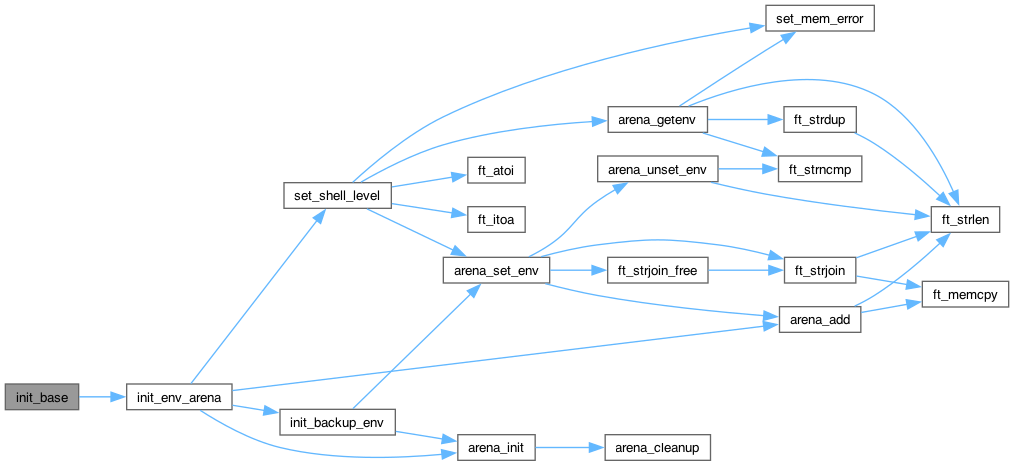 set_mem_error
arena_getenv
ft_strdup
ft_strncmp
arena_unset_env
ft_atoi
set_shell_level
ft_itoa
ft_strlen
arena_set_env
ft_strjoin_free
ft_strjoin
ft_memcpy
arena_add
init_base
init_env_arena
init_backup_env
arena_init
arena_cleanup